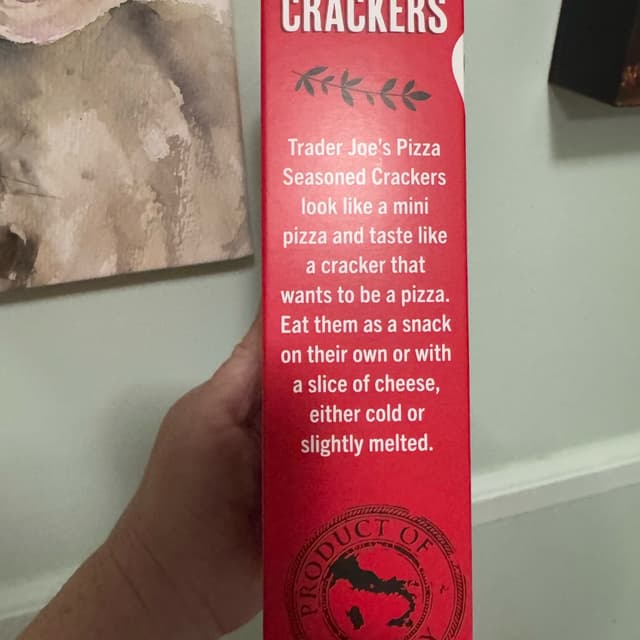 CRACKERS
Trader Joe's Pizza
Seasoned Crackers
look like a mini
pizza and taste like
a cracker that
wants to be a pizza.
Eat them as a snack
on their own or with
a slice of cheese,
either cold or
slightly melted.
PRODUCT OF